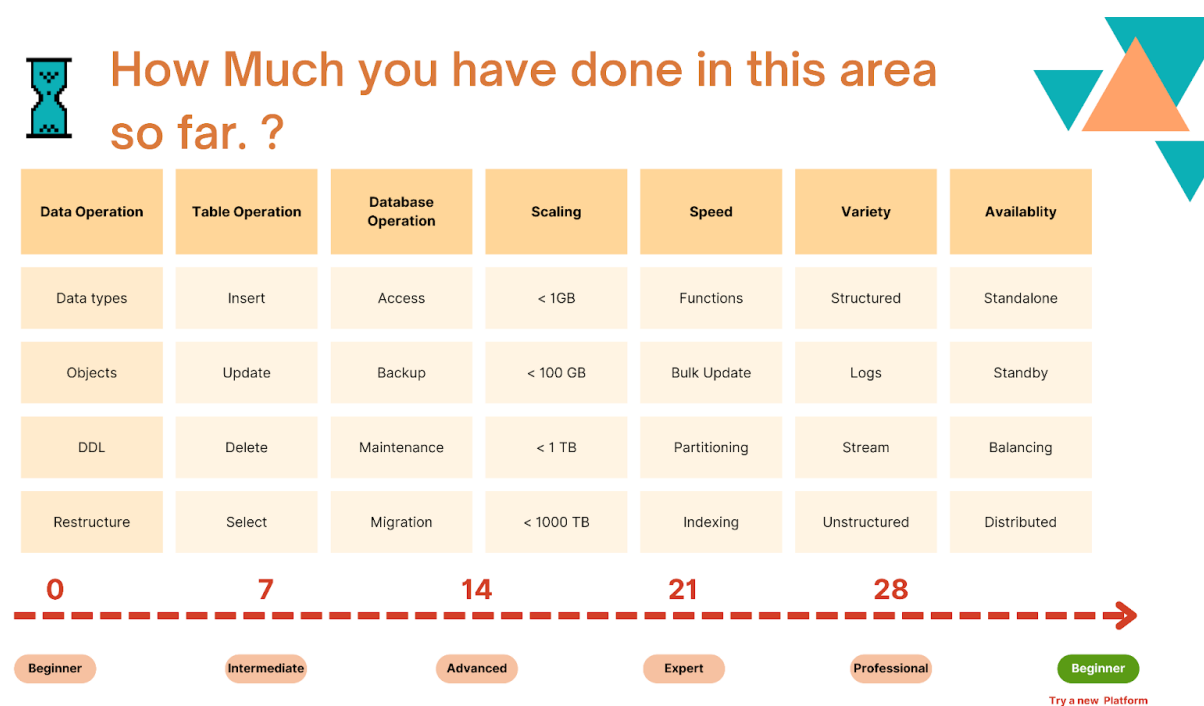 How Much you have done in this area
so far. ?
Data Operation
Table Operation
Database
Operation
Scaling
Speed
Variety
Availablity
Data types
Insert
Access
< 1GB
Functions
Structured
Standalone
Objects
Update
Backup
< 100 GB
Bulk Update
Logs
Standby
DDL
Delete
Maintenance
< 1 TB
Partitioning
Stream
Balancing
Restructure
Select
Migration
< 1000 TB
Indexing
Unstructured
Distributed
0
7
14
21
28
Beginner
Intermediate
Advanced
Expert
Professional
Beginner
Try a new Platform